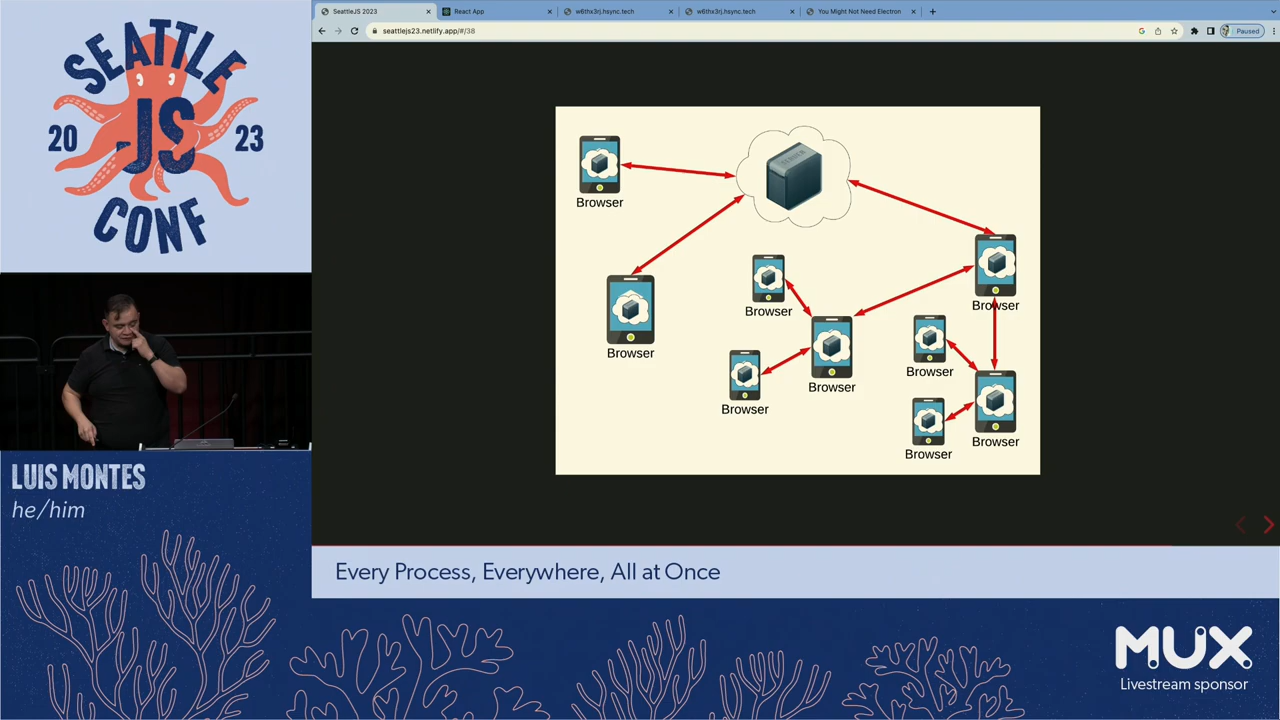 SEATTLE
20 JS 23
CONF
SeattleJS 2023
React App
w6thx3rj.hsync.tech
w6thx3rj.hsync.tech
You Might Not Need Electron
seattlejs23.netlify.app/#/38
Paused
SERVER
Browser
Browser
Browser
Browser
Browser
Browser
Browser
Browser
Browser
LUIS MONTES
he/him
Every Process, Everywhere, All at Once
MUX
Livestream sponsor